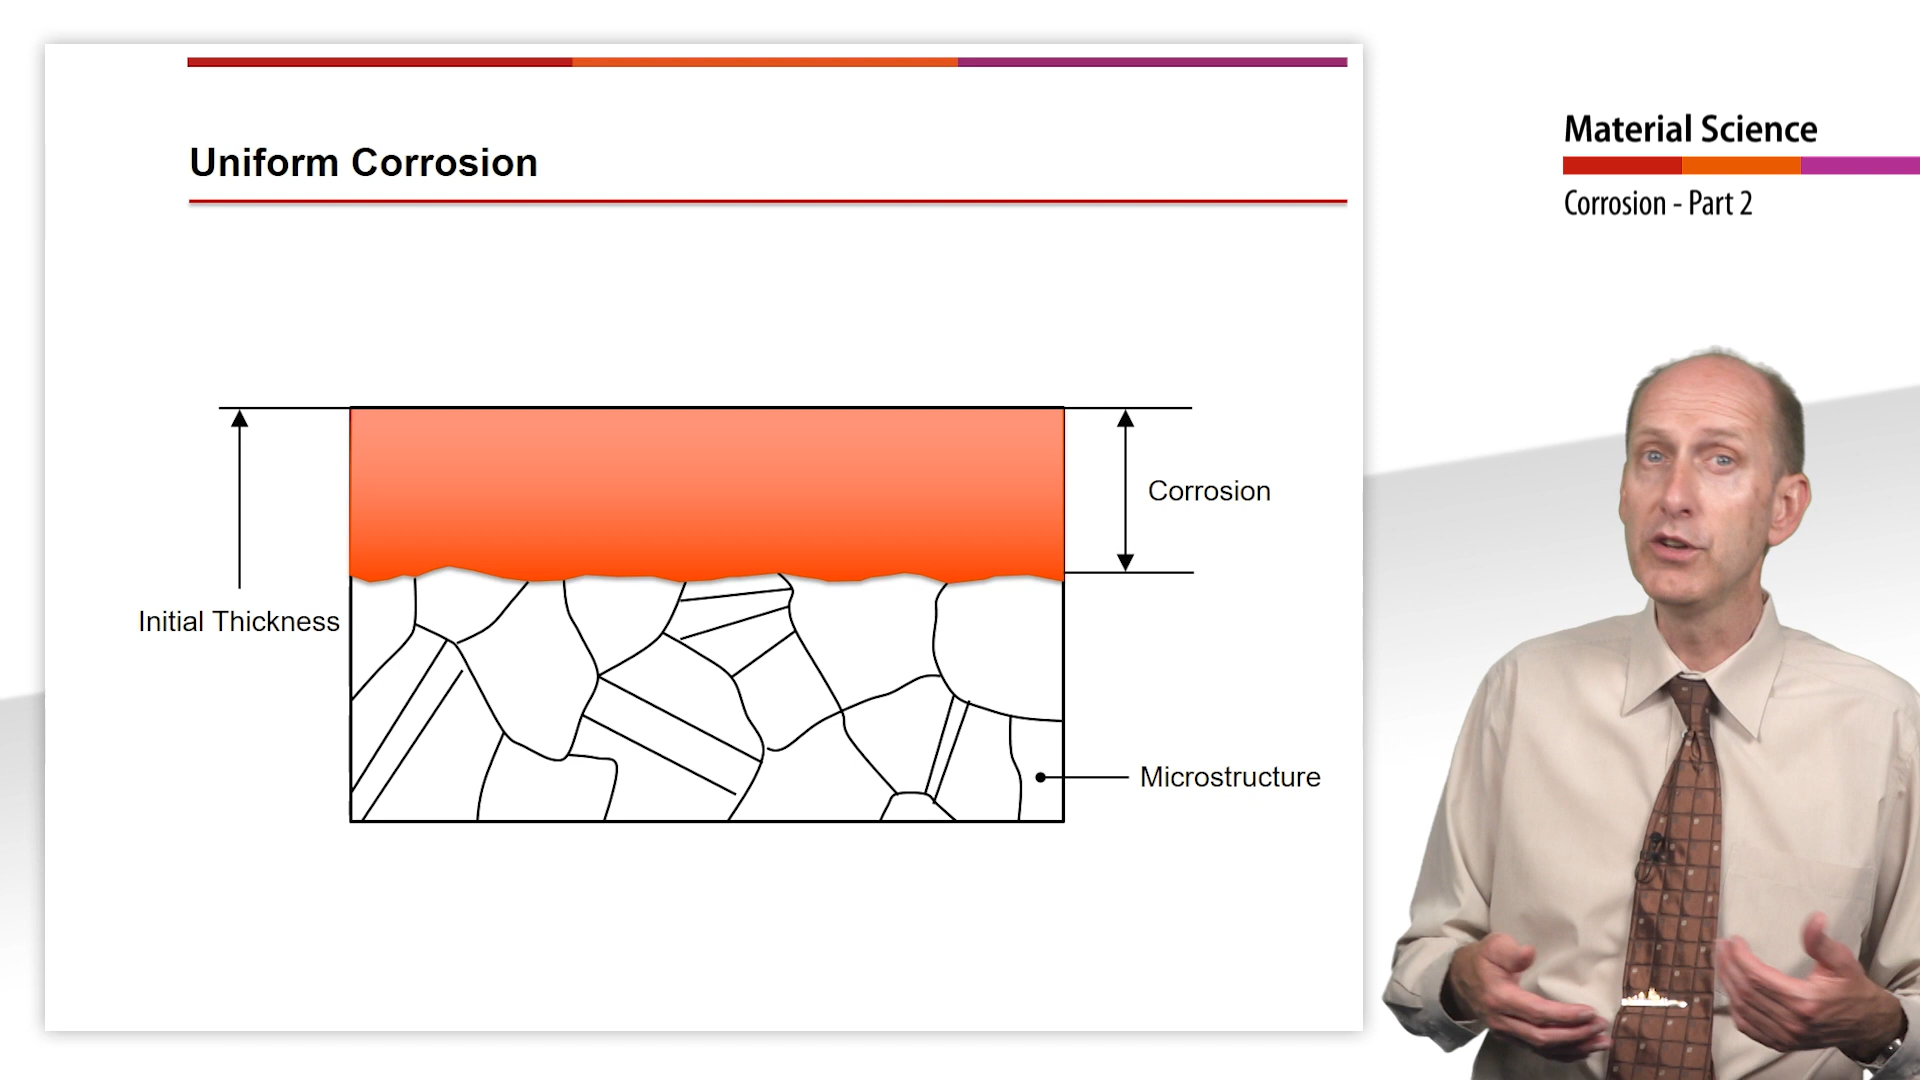 Uniform Corrosion
Initial Thickness
Corrosion
Microstructure
Material Science
Corrosion - Part 2